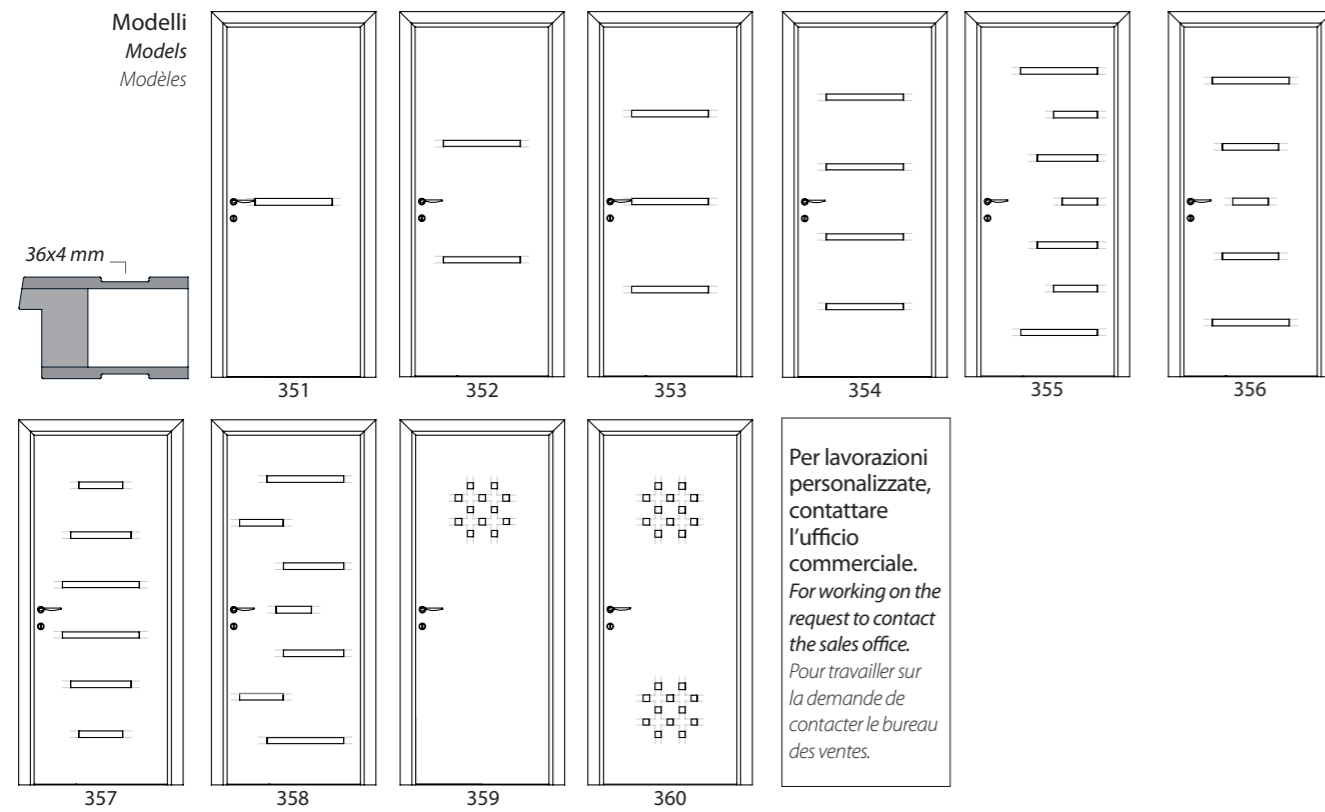 Modelli
Models
Modèles
36x4 mm
351
352
353
354
355
356
357
358
359
360
Per lavorazioni
personalizzate,
contattare
l'ufficio
commerciale.
For working on the
request to contact
the sales office.
Pour travailler sur
la demande de
contacter le bureau
des ventes.